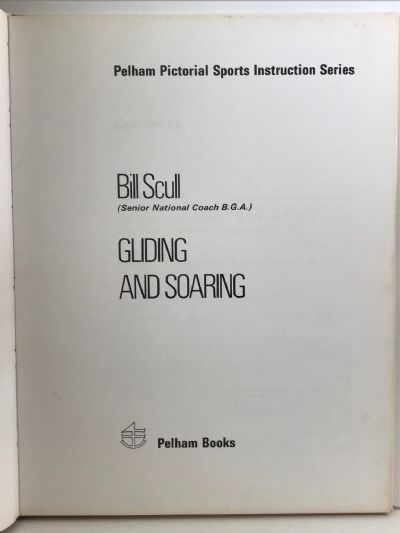 Pelham Pictorial Sports Instruction Series
Bill Scull
(Senior National Coach B.G.A.)
GLIDING
AND SOARING
Pelham Books